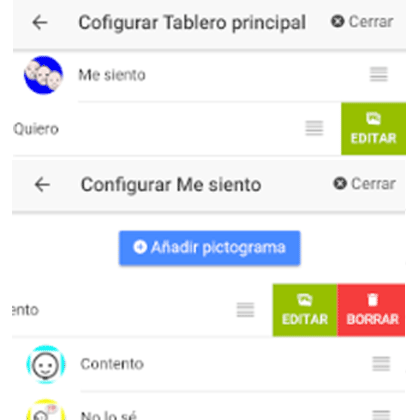 Cofigurar Tablero principal Cerrar
Me siento
Quiero EDITAR
Configurar Me siento Cerrar
Añadir pictograma
ento EDITAR BORRAR
Contento
No lo sé